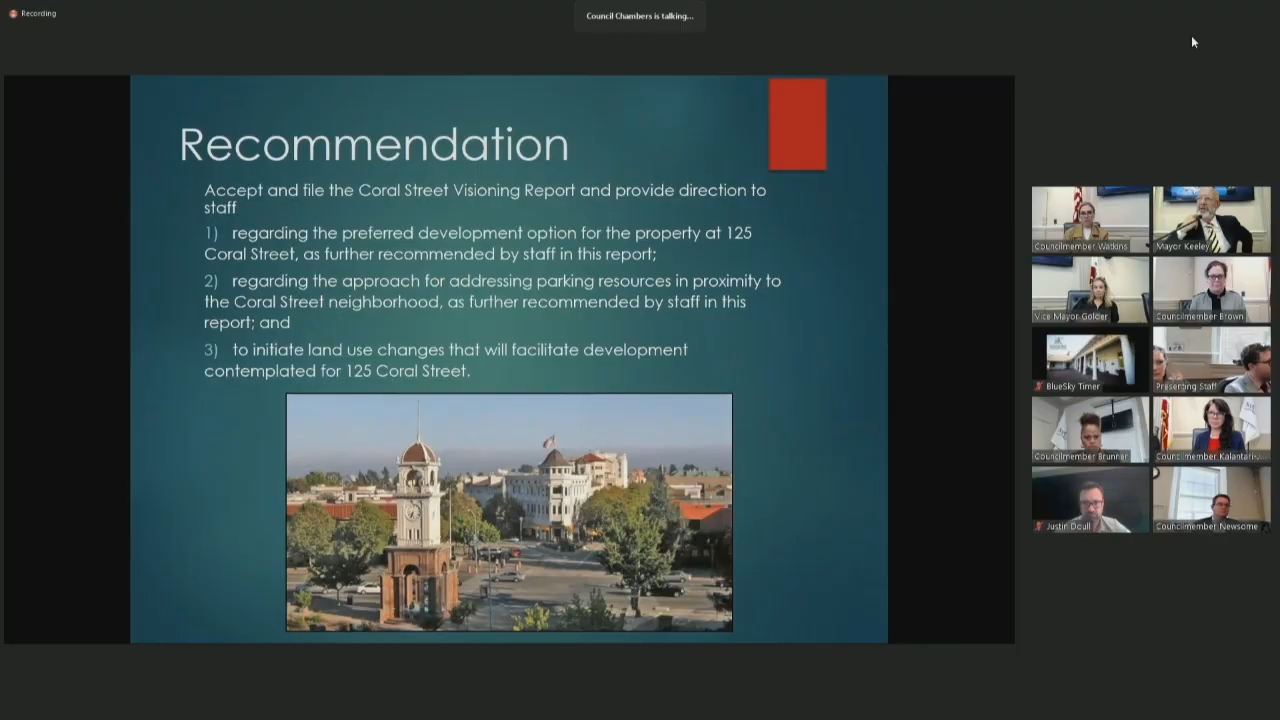 Recording
Council Chambers is talking...
Recommendation
Accept and file the Coral Street Visioning Report and provide direction to
staff
1) regarding the preferred development option for the property at 125
Coral Street, as further recommended by staff in this report;
2) regarding the approach for addressing parking resources in proximity to
the Coral Street neighborhood, as further recommended by staff in this
report; and
3) to initiate land use changes that will facilitate development
contemplated for 125 Coral Street.
Councilmember Watkins
Mayor Keeley
Vice Mayor Golder
Councilmember Brown
BlueSky Timer
Presenting Staff
Councilmember Brunner
Councilmember Kalantari-...
Justin Doull
Councilmember Newsome